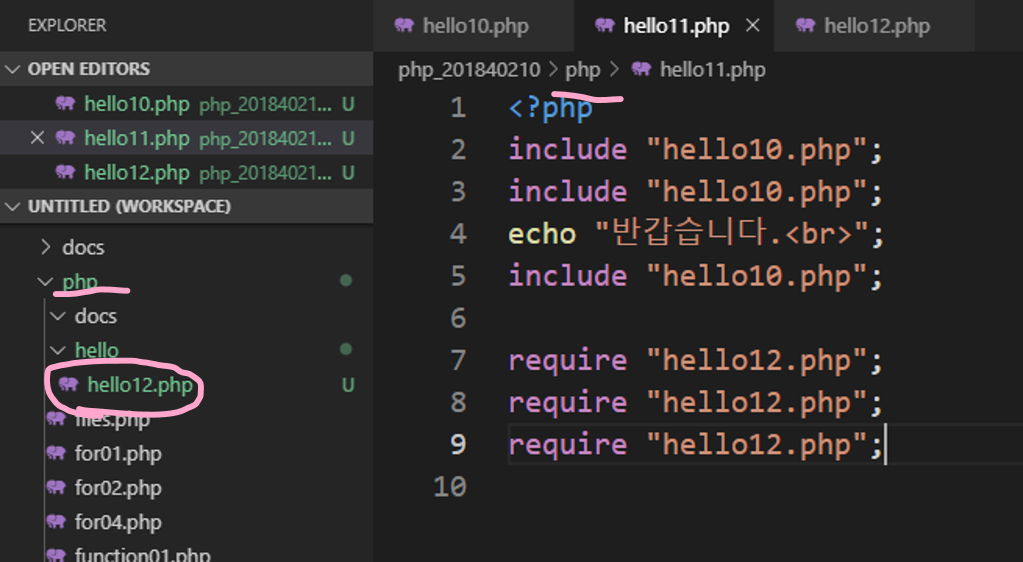 EXPLORER
OPEN EDITORS
hello10.php php_20184021... U
hello11.php php_20184021... U
hello12.php php_20184021... U
UNTITLED (WORKSPACE)
docs
php
docs
hello
hello12.php U
files.php
for01.php
for02.php
for04.php
function01.php
hello10.php hello11.php hello12.php
php_201840210 > php > hello11.php
1 <?php
2 include "hello10.php";
3 include "hello10.php";
4 echo "반갑습니다.<br>";
5 include "hello10.php";
6
7 require "hello12.php";
8 require "hello12.php";
9 require "hello12.php";
10